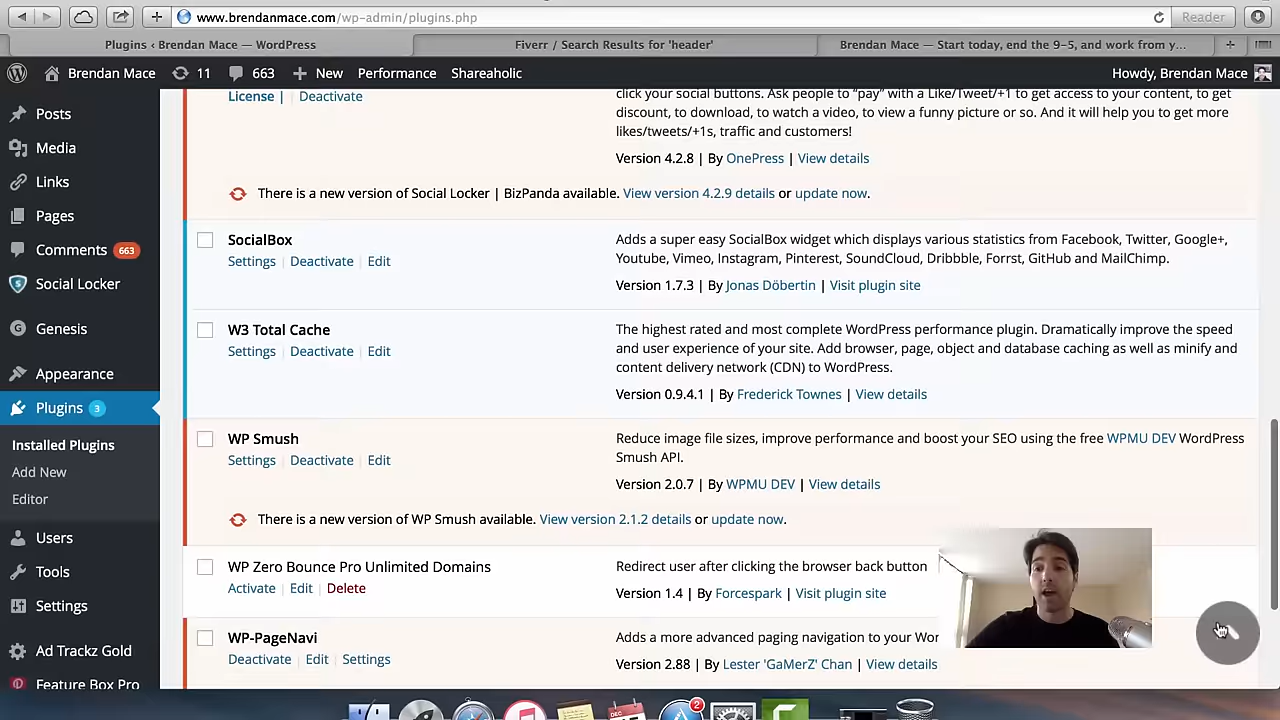 www.brendanmace.com/wp-admin/plugins.php
Reader
Plugins ‹ Brendan Mace — WordPress
Fiverr / Search Results for 'header'
Brendan Mace — Start today, end the 9-5, and work from y...
Brendan Mace
11
663
New
Performance
Shareaholic
Howdy, Brendan Mace
Posts
Media
Links
Pages
Comments 663
Social Locker
Genesis
Appearance
Plugins 3
Installed Plugins
Add New
Editor
Users
Tools
Settings
Ad Trackz Gold
Feature Box Pro
License | Deactivate
click your social buttons. Ask people to “pay” with a Like/Tweet/+1 to get access to your content, to get
discount, to download, to watch a video, to view a funny picture or so. And it will help you to get more
likes/tweets/+1s, traffic and customers!
Version 4.2.8 | By OnePress | View details
There is a new version of Social Locker | BizPanda available. View version 4.2.9 details or update now.
SocialBox
Settings | Deactivate | Edit
Adds a super easy SocialBox widget which displays various statistics from Facebook, Twitter, Google+,
Youtube, Vimeo, Instagram, Pinterest, SoundCloud, Dribbble, Forrst, GitHub and MailChimp.
Version 1.7.3 | By Jonas Döbertin | Visit plugin site
W3 Total Cache
Settings | Deactivate | Edit
The highest rated and most complete WordPress performance plugin. Dramatically improve the speed
and user experience of your site. Add browser, page, object and database caching as well as minify and
content delivery network (CDN) to WordPress.
Version 0.9.4.1 | By Frederick Townes | View details
WP Smush
Settings | Deactivate | Edit
Reduce image file sizes, improve performance and boost your SEO using the free WPMU DEV WordPress
Smush API.
Version 2.0.7 | By WPMU DEV | View details
There is a new version of WP Smush available. View version 2.1.2 details or update now.
WP Zero Bounce Pro Unlimited Domains
Activate | Edit | Delete
Redirect user after clicking the browser back button
Version 1.4 | By Forcespark | Visit plugin site
WP-PageNavi
Deactivate | Edit | Settings
Adds a more advanced paging navigation to your Wor
Version 2.88 | By Lester 'GaMerZ' Chan | View details
DEC
2